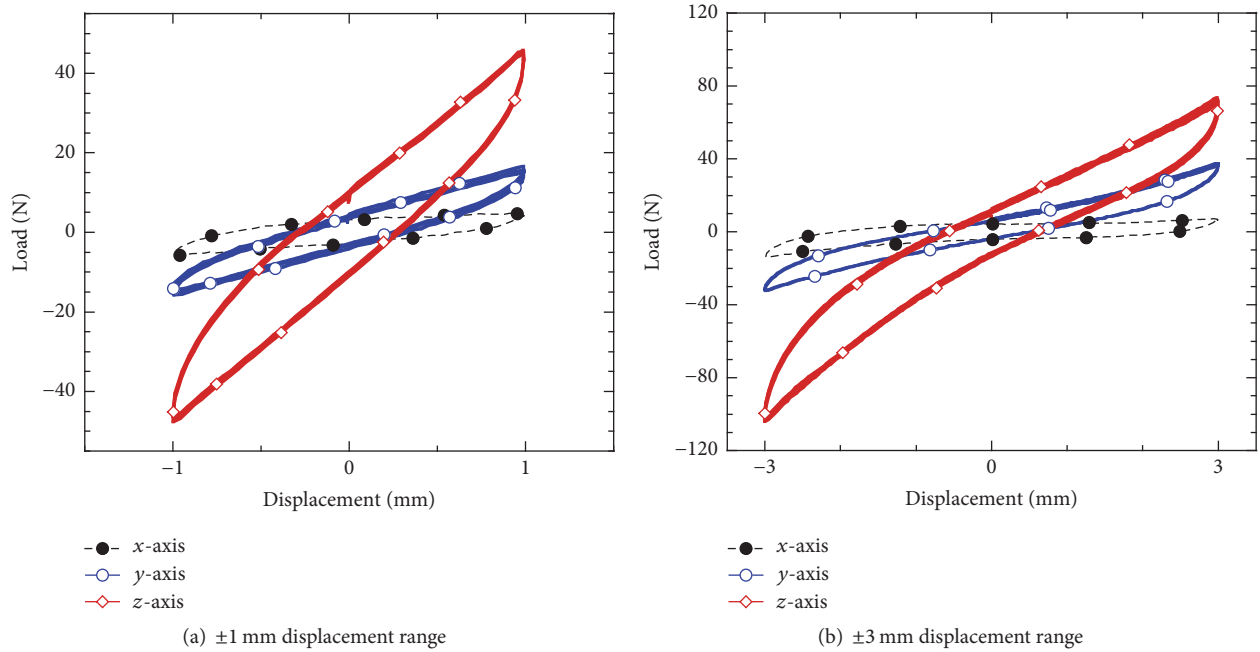 40
20
0
−20
−40
Load (N)
−1
0
1
Displacement (mm)
x-axis
y-axis
z-axis
(a) ±1 mm displacement range
120
80
40
0
−40
−80
−120
Load (N)
−3
0
3
Displacement (mm)
x-axis
y-axis
z-axis
(b) ±3 mm displacement range